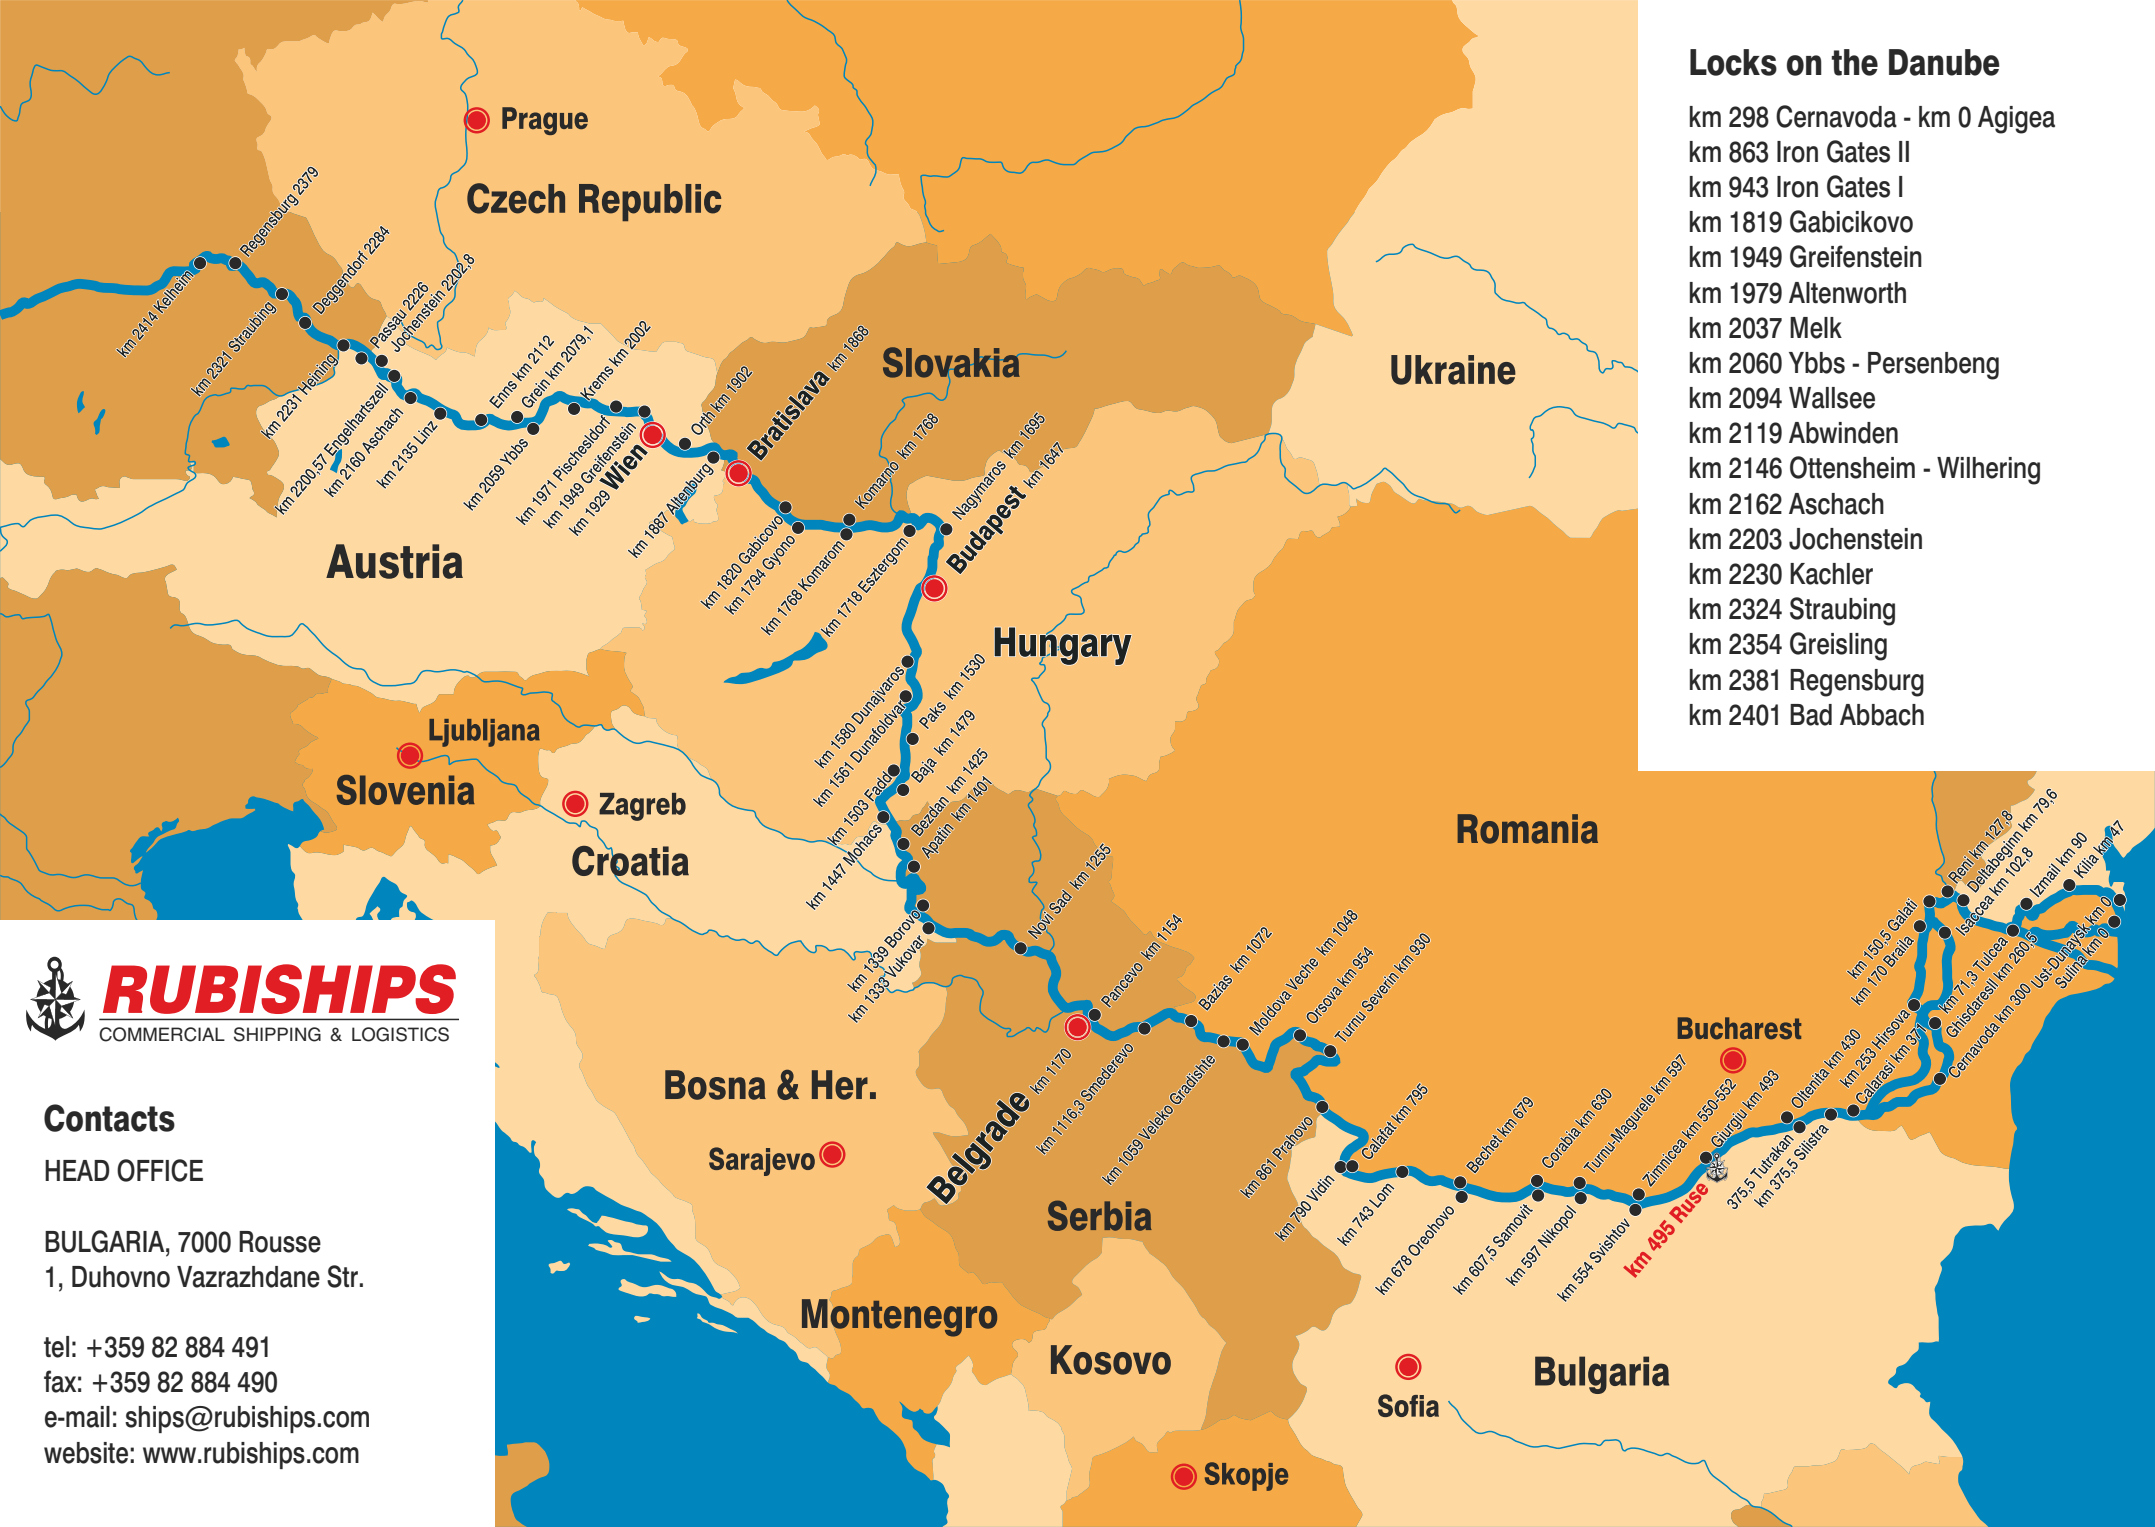 Locks on the Danube
km 298 Cernavoda - km 0 Agigea
km 863 Iron Gates II
km 943 Iron Gates I
km 1819 Gabicikovo
km 1949 Greifenstein
km 1979 Altenworth
km 2037 Melk
km 2060 Ybbs - Persenbeng
km 2094 Wallsee
km 2119 Abwinden
km 2146 Ottensheim - Wilhering
km 2162 Aschach
km 2203 Jochenstein
km 2230 Kachler
km 2324 Straubing
km 2354 Greisling
km 2381 Regensburg
km 2401 Bad Abbach
Prague
Czech Republic
Slovakia
Ukraine
Austria
Hungary
Ljubljana
Slovenia
Zagreb
Croatia
Romania
Bucharest
Bosna & Her.
Sarajevo
Serbia
Montenegro
Kosovo
Sofia
Bulgaria
Skopje
km 2414 Kelheim
Regensburg 2379
km 2321 Straubing
Deggendorf 2284
km 2231 Heining
Passau 2226
Jochenstein 2202,8
km 2200,57 Engelhartszell
km 2160 Aschach
km 2135 Linz
Enns km 2112
Grein km 2079,1
km 2059 Ybbs
Krems km 2002
km 1971 Pischelsdorf
km 1949 Greifenstein
km 1929 Wien
Orth km 1902
km 1887 Altenburg
Bratislava km 1868
km 1820 Gabicovo
km 1794 Gyono
Komarno km 1768
km 1768 Komarom
km 1718 Esztergom
Nagymaros km 1695
Budapest km 1647
km 1580 Dunajvaros
km 1561 Dunafoldvar
Paks km 1530
km 1503 Fadd
Baja km 1479
km 1447 Mohacs
Bezdan km 1425
Apatin km 1401
km 1339 Borovo
km 1333 Vukovar
Novi Sad km 1255
Belgrade km 1170
Pancevo km 1154
km 1116,3 Smederevo
Bazias km 1072
km 1059 Veleko Gradishte
Moldova Veche km 1048
Orsova km 954
Turnu Severin km 930
km 861 Prahovo
Calafat km 795
km 790 Vidin
km 743 Lom
Bechet km 679
km 678 Oreohovo
Corabia km 630
km 607,5 Samovit
Turnu-Magurele km 597
km 597 Nikopol
Zimnicea km 550-552
km 554 Svishtov
Giurgiu km 493
km 495 Ruse
Oltenita km 430
375,5 Tutrakan
km 375,5 Silistra
Calarasi km 371
Cernavoda km 300
Ghisdaresll km 260,5
km 253 Hirsova
km 170 Braila
km 150,5 Galati
Reni km 127,8
Deltabeginn km 79,6
Isaccea km 102,8
km 71,3 Tulcea
Izmail km 90
Kilia km 47
Ust-Dunaysk km 0
Sulina km 0
RUBISHIPS
COMMERCIAL SHIPPING & LOGISTICS
Contacts
HEAD OFFICE
BULGARIA, 7000 Rousse
1, Duhovno Vazrazhdane Str.
tel: +359 82 884 491
fax: +359 82 884 490
e-mail: ships@rubiships.com
website: www.rubiships.com